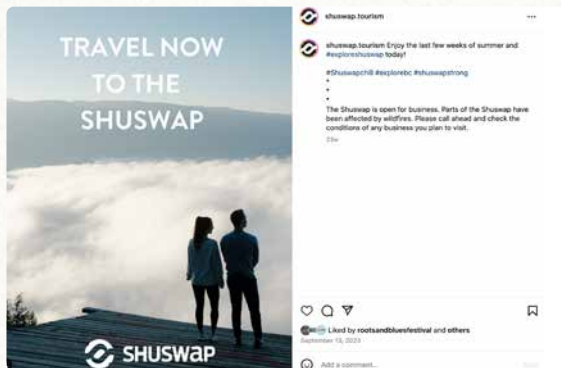 TRAVEL NOW
TO THE
SHUSWAP
SHUSWAP
shuswap.tourism
shuswap.tourism Enjoy the last few weeks of summer and
#exploreshuswap today!
#Shuswapchill #explorebc #shuswapstrong
The Shuswap is open for business. Parts of the Shuswap have
been affected by wildfires. Please call ahead and check the
conditions of any business you plan to visit.
Liked by rootsandbluesfestival and others
September 13, 2023
Add a comment...